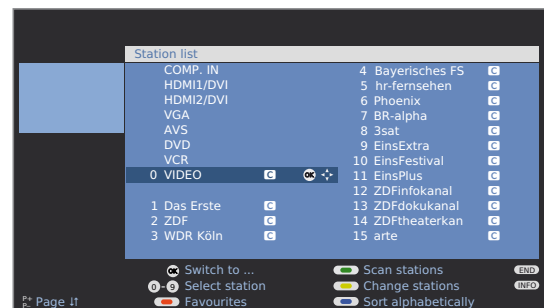 Station list
COMP. IN
HDMI1/DVI
HDMI2/DVI
VGA
AVS
DVD
VCR
0 VIDEO C OK
1 Das Erste C
2 ZDF C
3 WDR Köln C
4 Bayerisches FS C
5 hr-fernsehen C
6 Phoenix C
7 BR-alpha C
8 3sat C
9 EinsExtra C
10 EinsFestival C
11 EinsPlus C
12 ZDFinfokanal C
13 ZDFdokukanal C
14 ZDFtheaterkan C
15 arte C
OK Switch to ... Scan stations END
0-9 Select station Change stations INFO
P+ P- Page Favourites Sort alphabetically